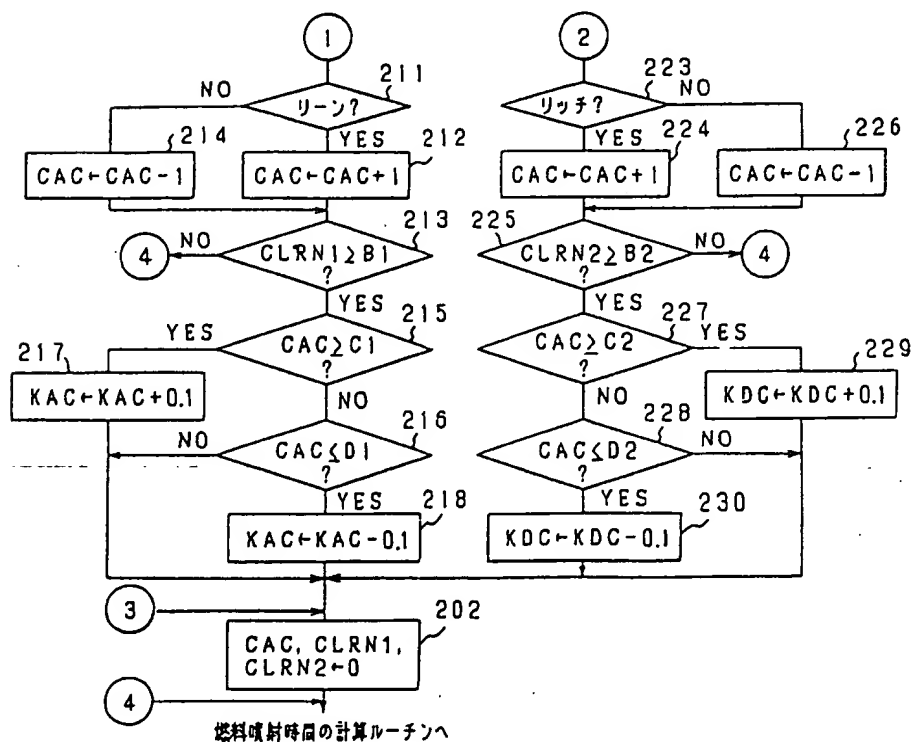 1
2
211
NO
リーン?
YES
223
NO
リッチ?
YES
214
CAC←CAC-1
212
CAC←CAC+1
224
CAC←CAC+1
226
CAC←CAC-1
213
4
NO
CLRN1≧B1
?
YES
225
CLRN2≧B2
?
NO
4
YES
215
YES
CAC≧C1
?
NO
227
CAC≧C2
?
YES
NO
217
KAC←KAC+0.1
229
KDC←KDC+0.1
216
NO
CAC≦D1
?
YES
228
CAC≦D2
?
NO
YES
218
KAC←KAC-0.1
230
KDC←KDC-0.1
3
202
CAC, CLRN1,
CLRN2←0
4
燃料噴射時間の計算ルーチンへ